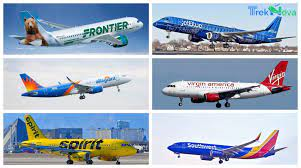 TrekNova
FRONTIER
jetBlue
allegiant
Virgin america
spirit
Southwest